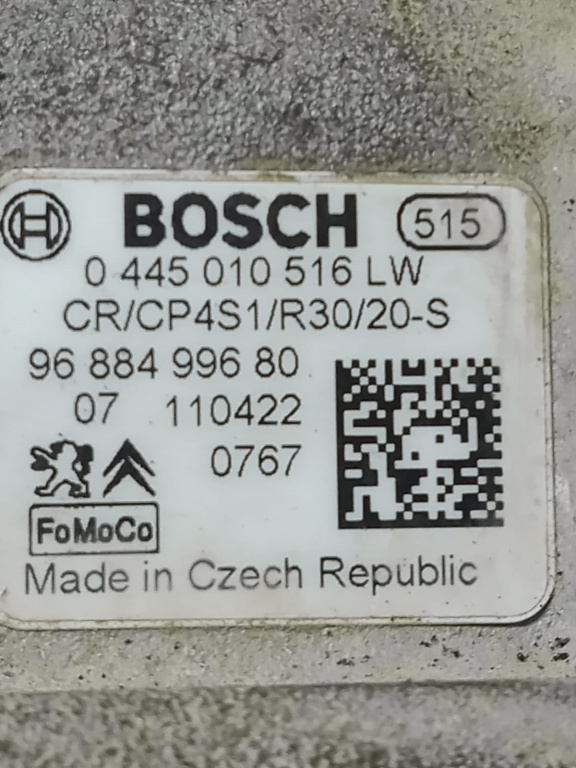 BOSCH 515
0 445 010 516 LW
CR/CP4S1/R30/20-S
96 884 996 80
07 110422
0767
FoMoCo
Made in Czech Republic